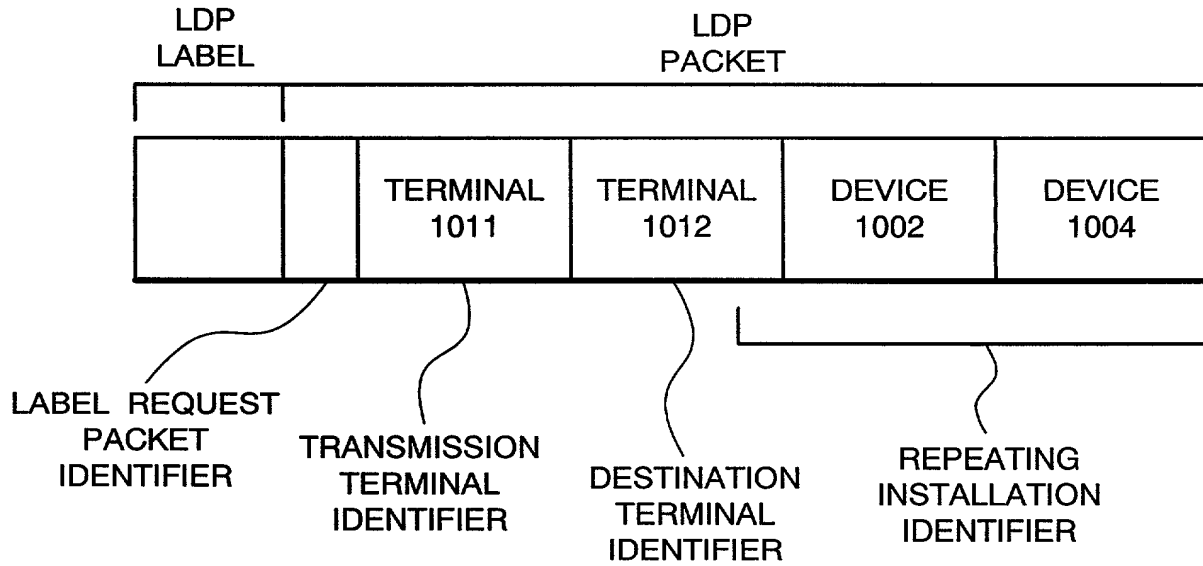 LDP
LABEL
LDP
PACKET
TERMINAL
1011
TERMINAL
1012
DEVICE
1002
DEVICE
1004
LABEL REQUEST
PACKET
IDENTIFIER
TRANSMISSION
TERMINAL
IDENTIFIER
DESTINATION
TERMINAL
IDENTIFIER
REPEATING
INSTALLATION
IDENTIFIER